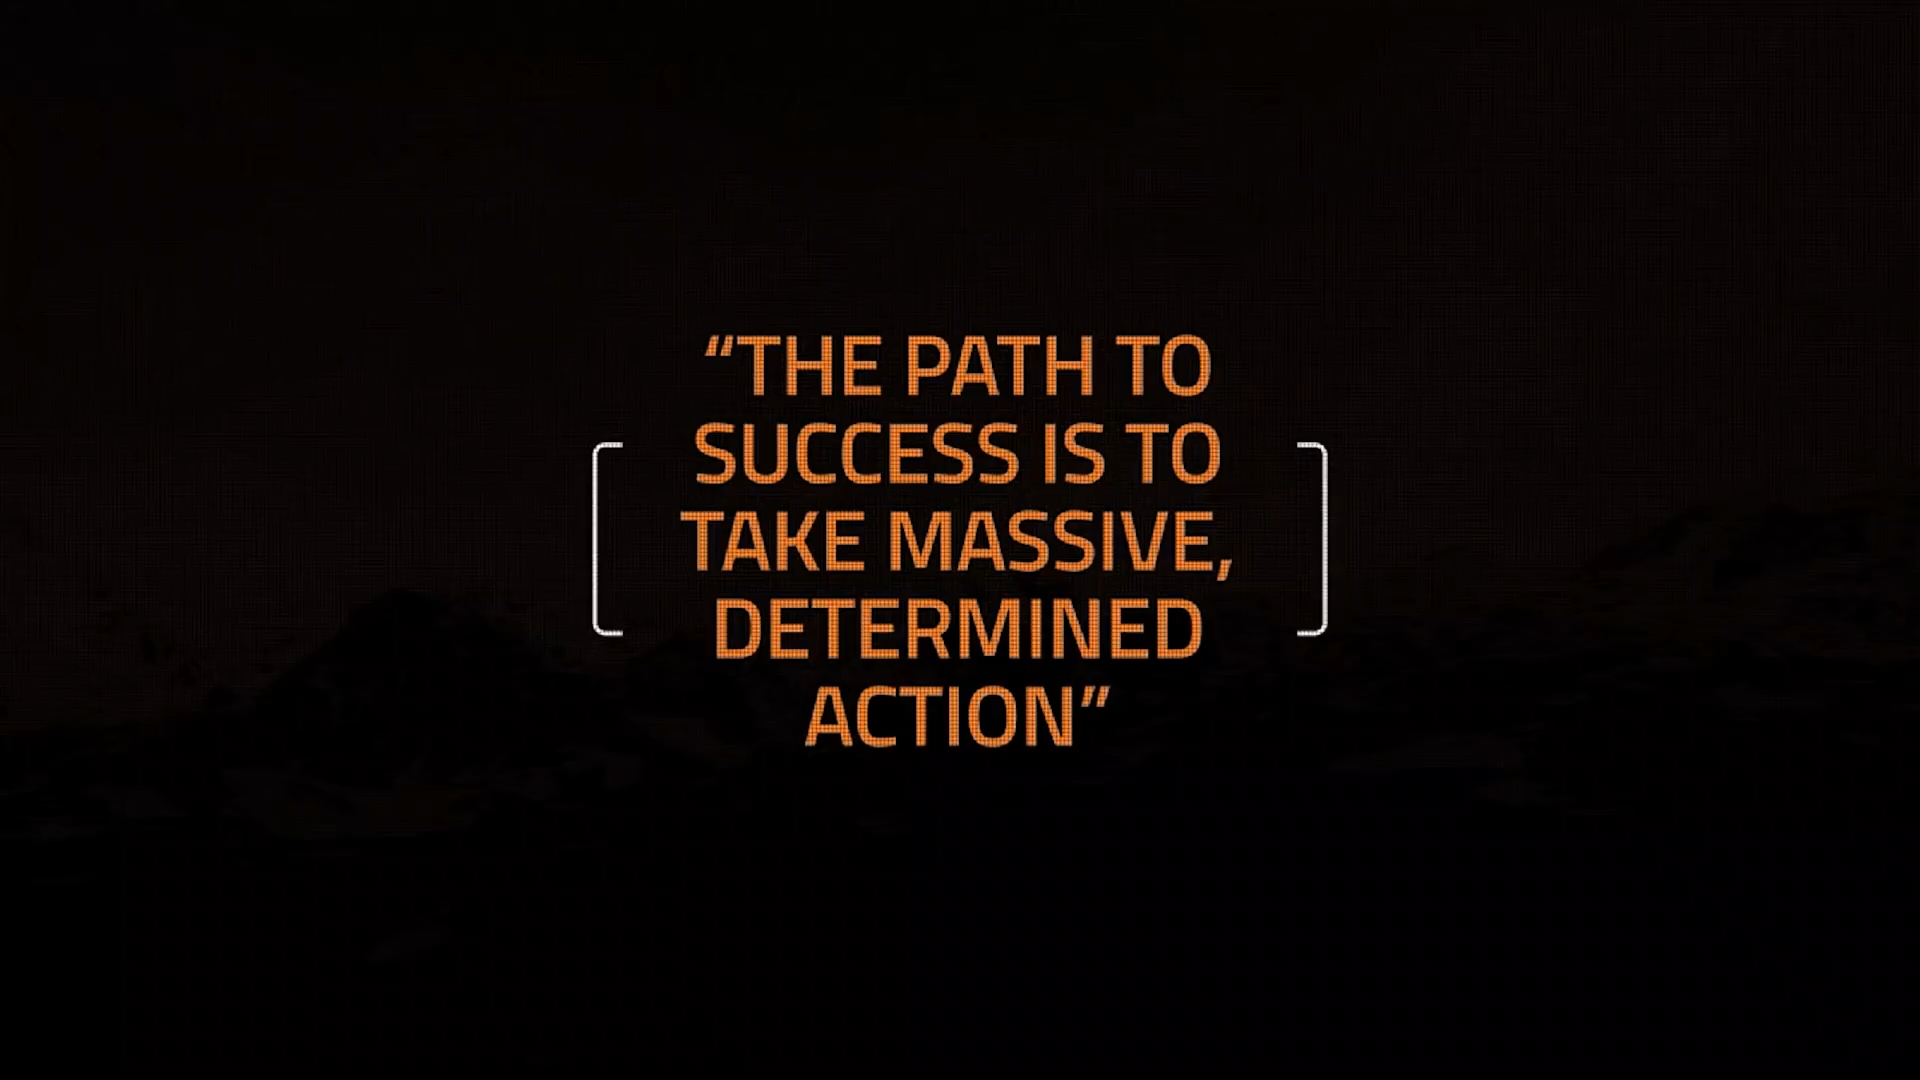 “THE PATH TO
SUCCESS IS TO
TAKE MASSIVE,
DETERMINED
ACTION”